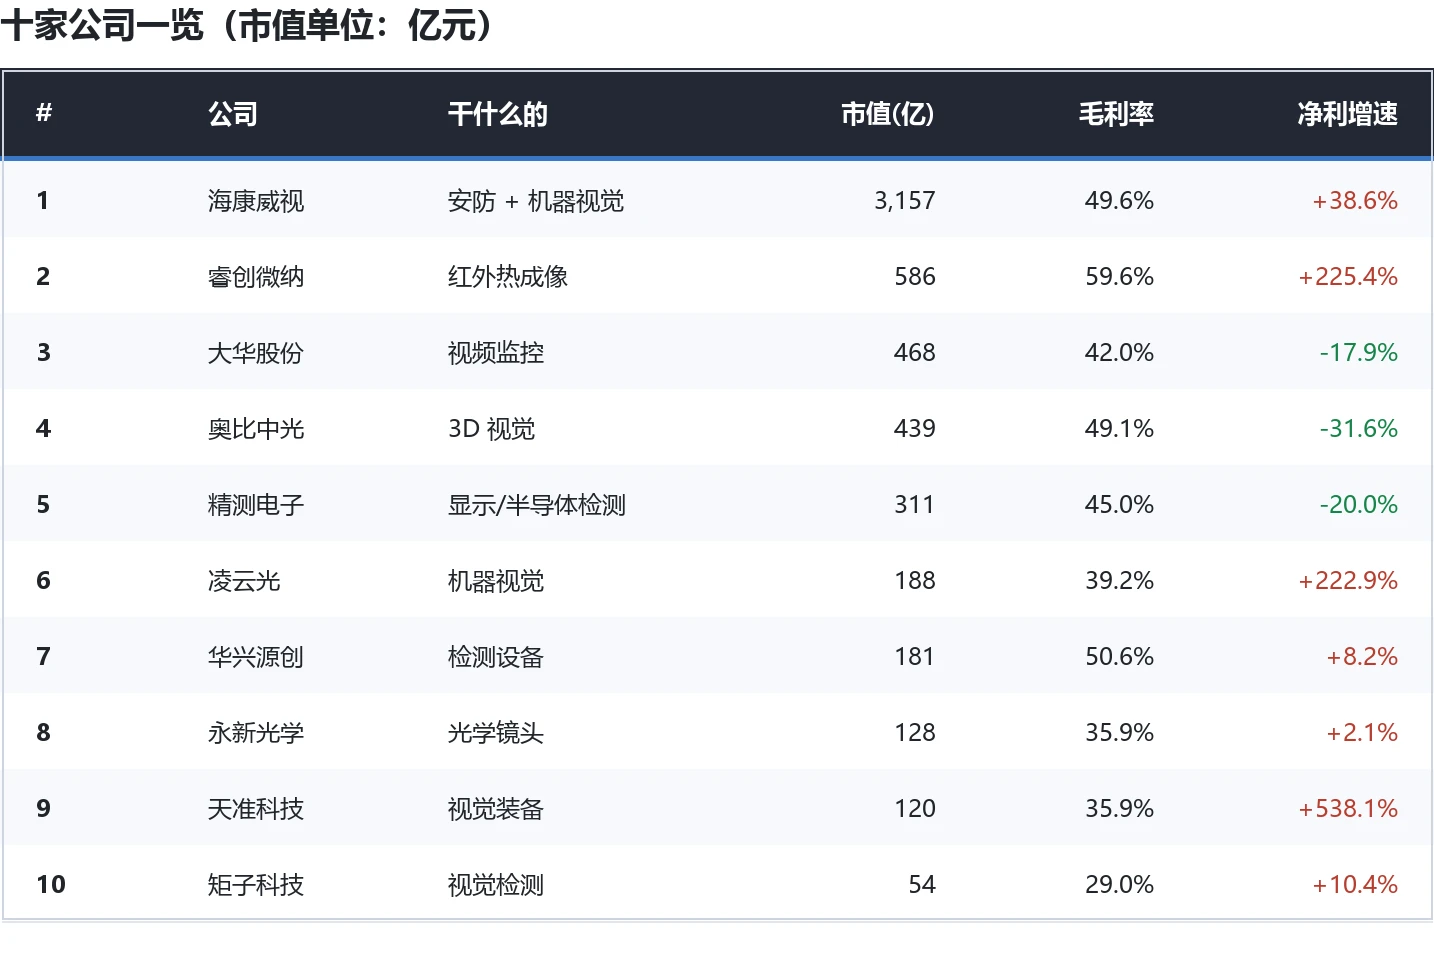 十家公司一览（市值单位：亿元）
# 公司 干什么的 市值(亿) 毛利率 净利增速
1 海康威视 安防 + 机器视觉 3,157 49.6% +38.6%
2 睿创微纳 红外热成像 586 59.6% +225.4%
3 大华股份 视频监控 468 42.0% -17.9%
4 奥比中光 3D 视觉 439 49.1% -31.6%
5 精测电子 显示/半导体检测 311 45.0% -20.0%
6 凌云光 机器视觉 188 39.2% +222.9%
7 华兴源创 检测设备 181 50.6% +8.2%
8 永新光学 光学镜头 128 35.9% +2.1%
9 天准科技 视觉装备 120 35.9% +538.1%
10 矩子科技 视觉检测 54 29.0% +10.4%